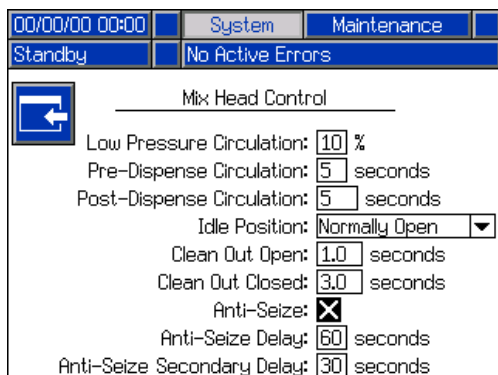 00/00/00 00:00 System Maintenance
Standby No Active Errors
Mix Head Control
Low Pressure Circulation: 10 %
Pre-Dispense Circulation: 5 seconds
Post-Dispense Circulation: 5 seconds
Idle Position: Normally Open
Clean Out Open: 1.0 seconds
Clean Out Closed: 3.0 seconds
Anti-Seize:
Anti-Seize Delay: 60 seconds
Anti-Seize Secondary Delay: 30 seconds